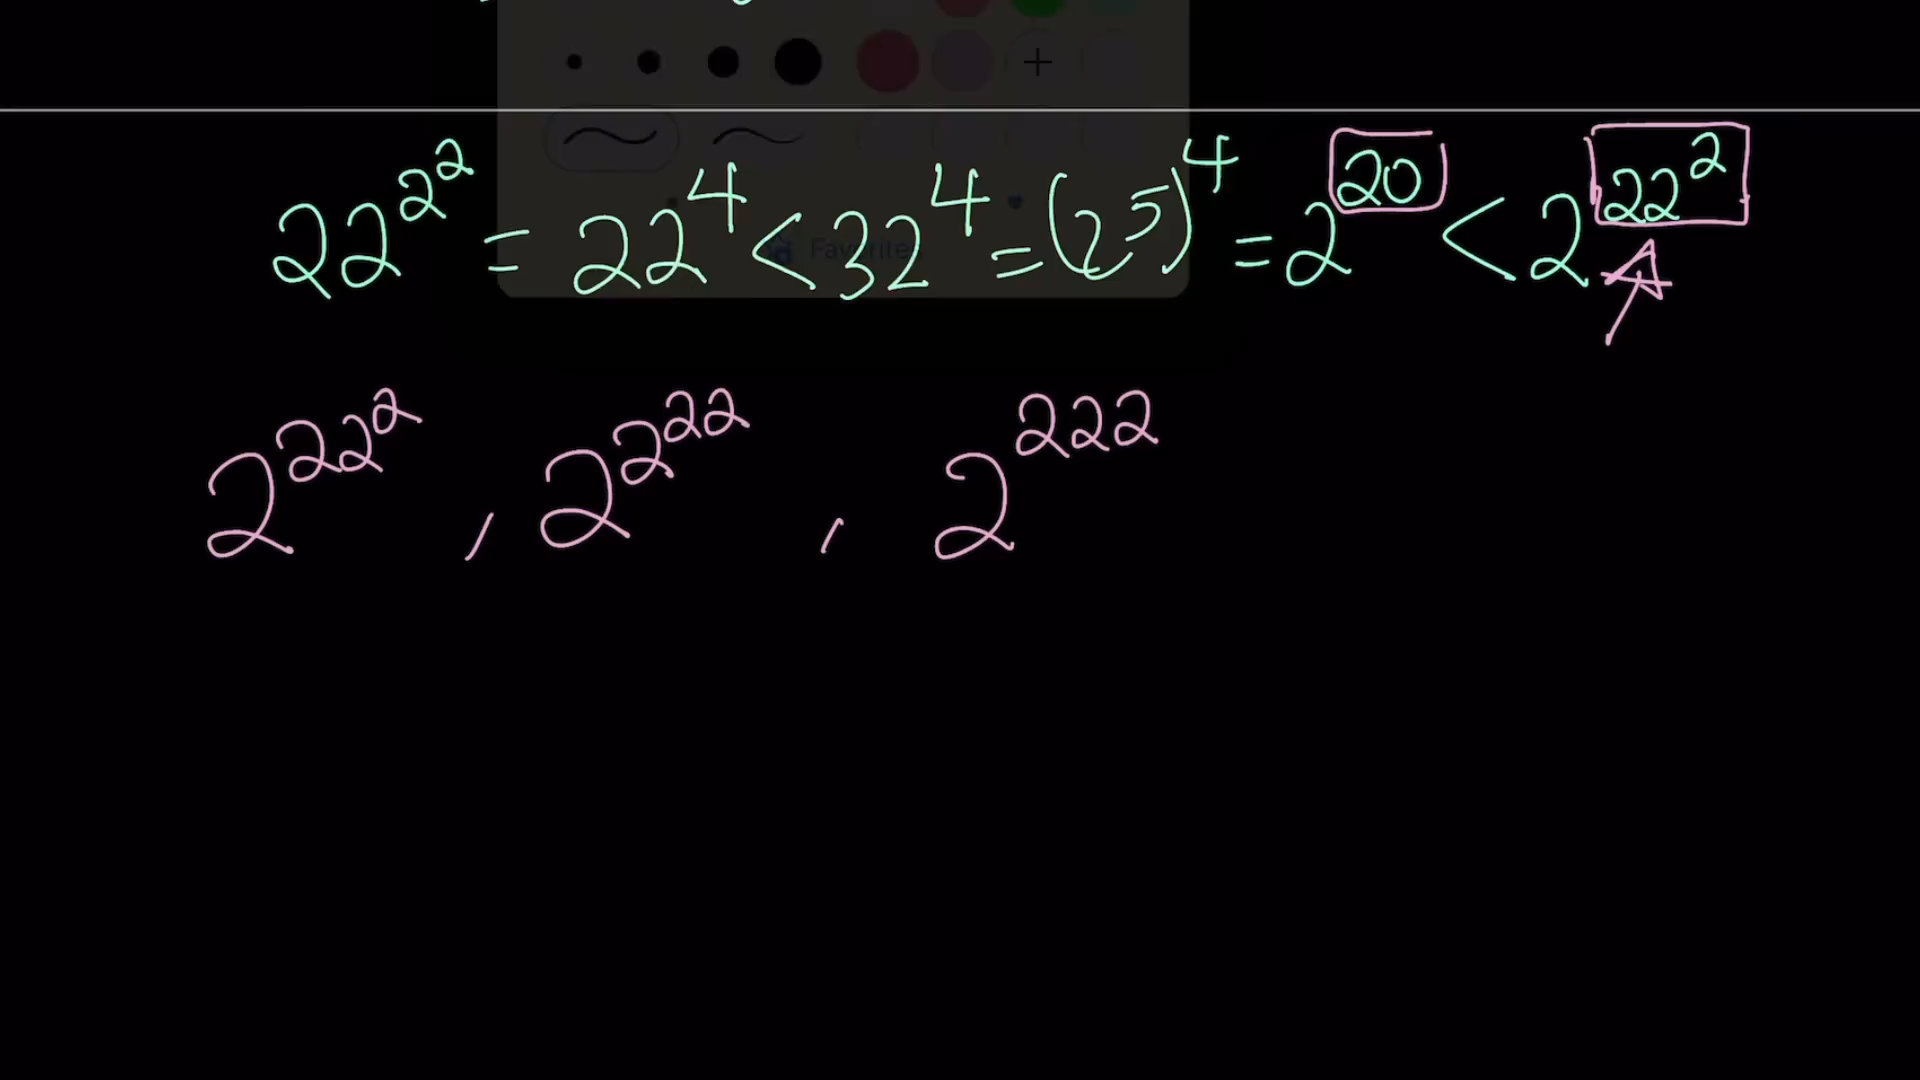 22^2^2 = 22^4 < 32^4 = (2^5)^4 = 2^20 < 2^22^2
Favorite
2^22^2 , 2^2^22 , 2^222